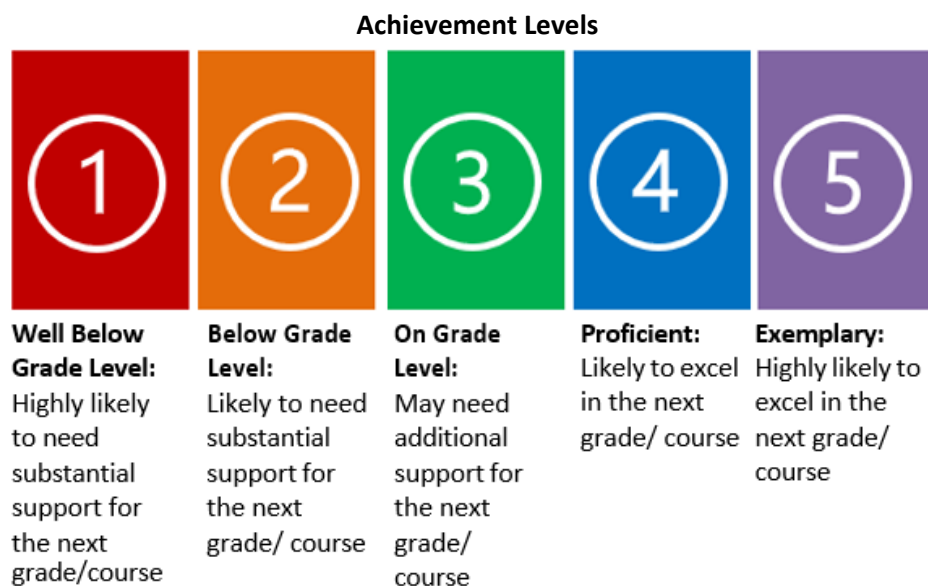 Achievement Levels
1
2
3
4
5
Well Below
Grade Level:
Highly likely
to need
substantial
support for
the next
grade/course
Below Grade
Level:
Likely to need
substantial
support for
the next
grade/ course
On Grade
Level:
May need
additional
support for
the next
grade/
course
Proficient:
Likely to excel
in the next
grade/ course
Exemplary:
Highly likely to
excel in the
next grade/
course